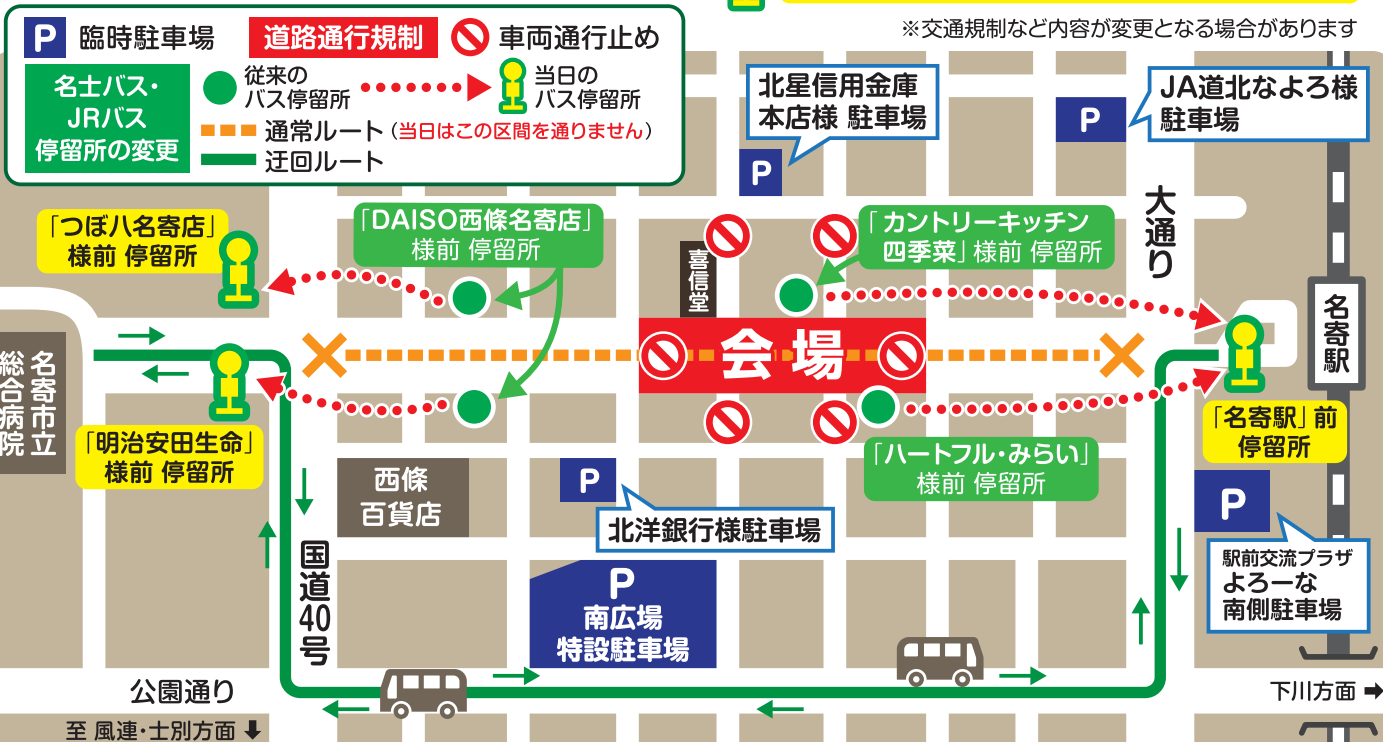 ※交通規制など内容が変更となる場合があります
P 臨時駐車場
道路通行規制
車両通行止め
名士バス・
JRバス
停留所の変更
従来の
バス停留所
当日の
バス停留所
通常ルート（当日はこの区間を通りません）
迂回ルート
北星信用金庫
本店様 駐車場
P
P
JA道北なよろ様
駐車場
大通り
「つぼ八名寄店」
様前 停留所
「DAISO西條名寄店」
様前 停留所
喜信堂
「カントリーキッチン
四季菜」様前 停留所
名寄駅
会場
名寄市立
総合病院
「明治安田生命」
様前 停留所
「名寄駅」前
停留所
「ハートフル・みらい」
様前 停留所
西條
百貨店
P
北洋銀行様駐車場
P
駅前交流プラザ
よろーな
南側駐車場
国道40号
P
南広場
特設駐車場
公園通り
下川方面
至 風連・士別方面